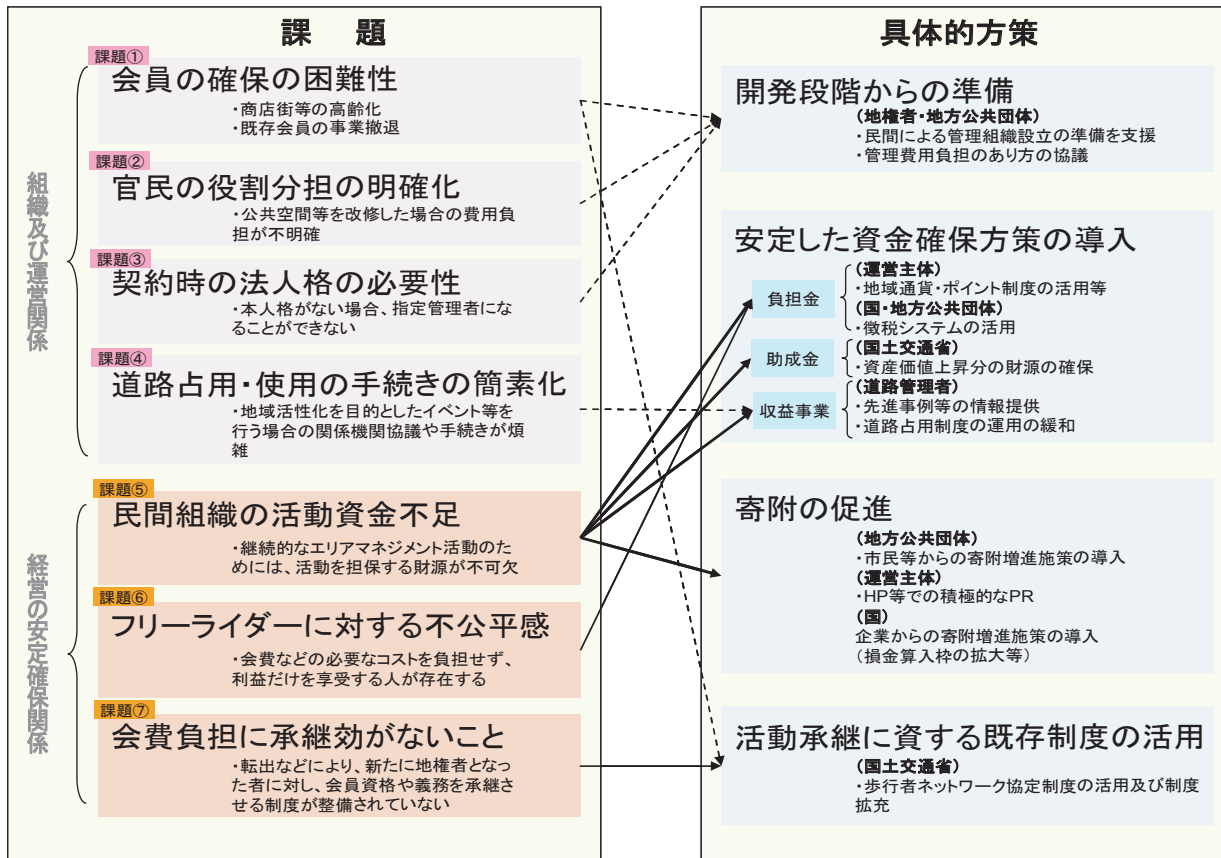 課 題
組織及び運営関係
課題①
会員の確保の困難性
・商店街等の高齢化
・既存会員の事業撤退
課題②
官民の役割分担の明確化
・公共空間等を改修した場合の費用負
担が不明確
課題③
契約時の法人格の必要性
・本人格がない場合、指定管理者にな
ることができない
課題④
道路占用・使用の手続きの簡素化
・地域活性化を目的としたイベント等を
行う場合の関係機関協議や手続きが煩
雑
経営の安定確保関係
課題⑤
民間組織の活動資金不足
・継続的なエリアマネジメント活動のた
めには、活動を担保する財源が不可欠
課題⑥
フリーライダーに対する不公平感
・会費などの必要なコストを負担せず、
利益だけを享受する人が存在する
課題⑦
会費負担に承継効がないこと
・転出などにより、新たに地権者となっ
た者に対し、会員資格や義務を承継さ
せる制度が整備されていない
具体的方策
開発段階からの準備
(地権者・地方公共団体)
・民間による管理組織設立の準備を支援
・管理費用負担のあり方の協議
安定した資金確保方策の導入
負担金
(運営主体)
・地域通貨・ポイント制度の活用等
(国・地方公共団体)
・徴税システムの活用
助成金
(国土交通省)
・資産価値上昇分の財源の確保
収益事業
(道路管理者)
・先進事例等の情報提供
・道路占用制度の運用の緩和
寄附の促進
(地方公共団体)
・市民等からの寄附増進施策の導入
(運営主体)
・HP等での積極的なPR
(国)
企業からの寄附増進施策の導入
(損金算入枠の拡大等)
活動承継に資する既存制度の活用
(国土交通省)
・歩行者ネットワーク協定制度の活用及び制度
拡充